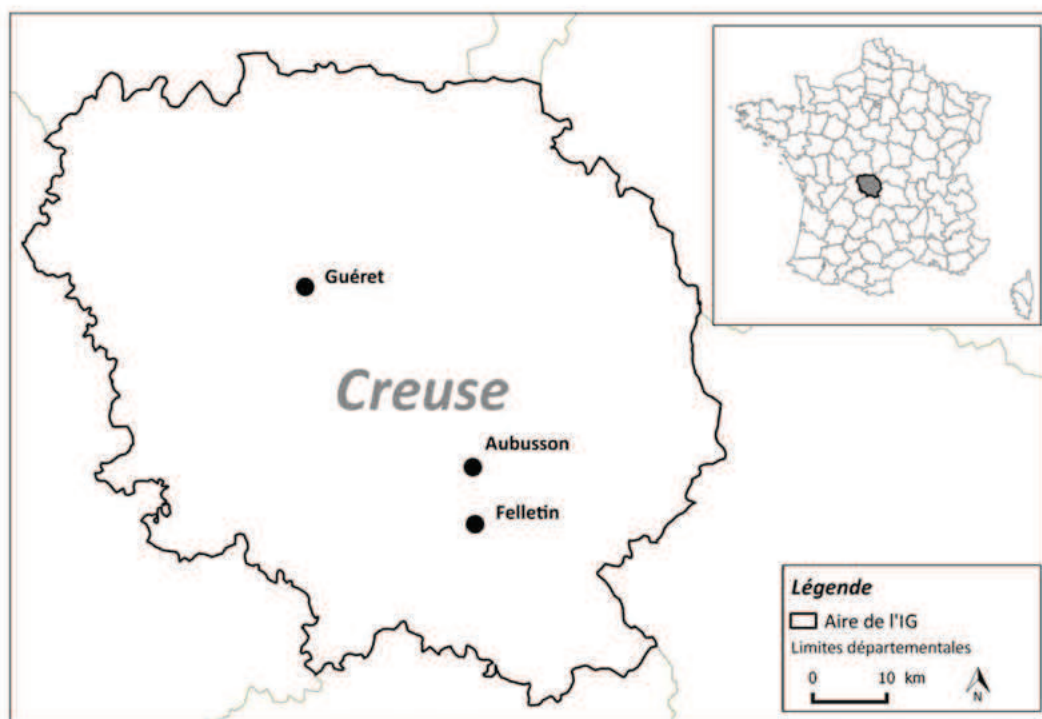 Guéret
Creuse
Aubusson
Felletin
Légende
Aire de l'IG
Limites départementales
0 10 km
N